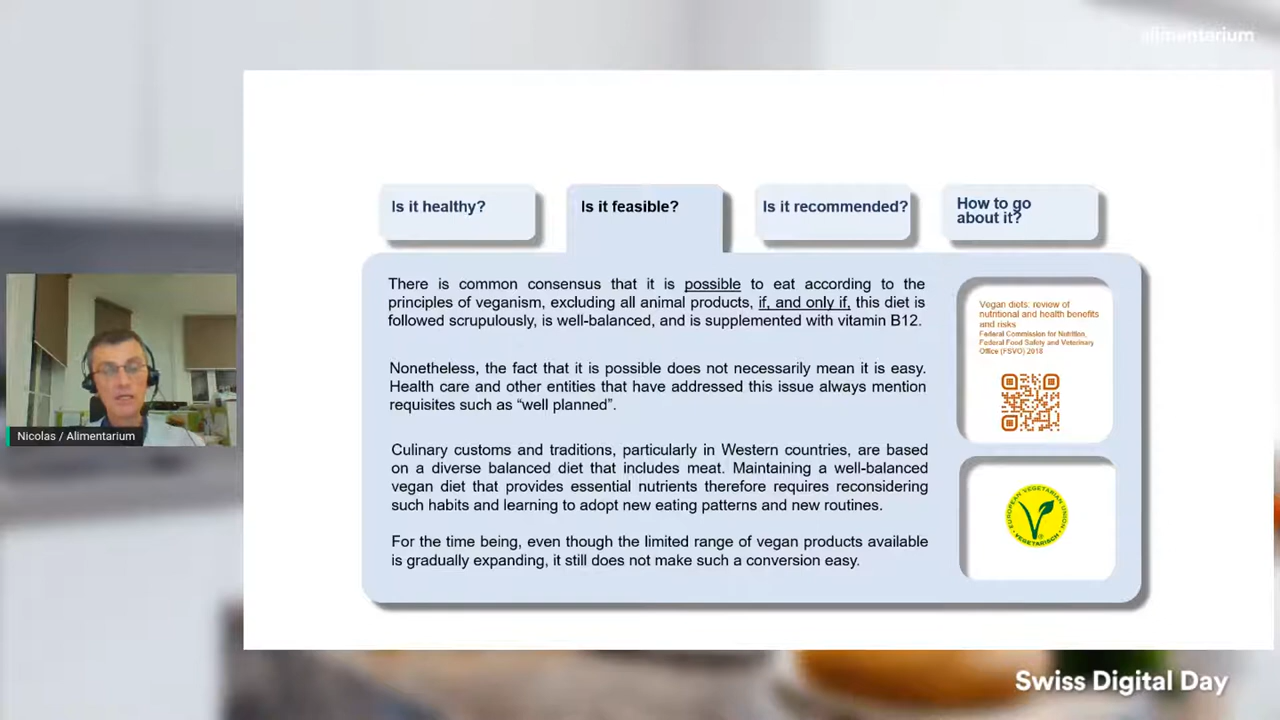 alimentarium
Is it healthy?
Is it feasible?
Is it recommended?
How to go
about it?
There is common consensus that it is possible to eat according to the
principles of veganism, excluding all animal products, if, and only if, this diet is
followed scrupulously, is well-balanced, and is supplemented with vitamin B12.
Nonetheless, the fact that it is possible does not necessarily mean it is easy.
Health care and other entities that have addressed this issue always mention
requisites such as “well planned”.
Culinary customs and traditions, particularly in Western countries, are based
on a diverse balanced diet that includes meat. Maintaining a well-balanced
vegan diet that provides essential nutrients therefore requires reconsidering
such habits and learning to adopt new eating patterns and new routines.
For the time being, even though the limited range of vegan products available
is gradually expanding, it still does not make such a conversion easy.
Vegan diets: review of
nutritional and health benefits
and risks
Federal Commission for Nutrition,
Federal Food Safety and Veterinary
Office (FSVO) 2018
EUROPEAN VEGETARIAN UNION
VEGETARISCH
Nicolas / Alimentarium
Swiss Digital Day